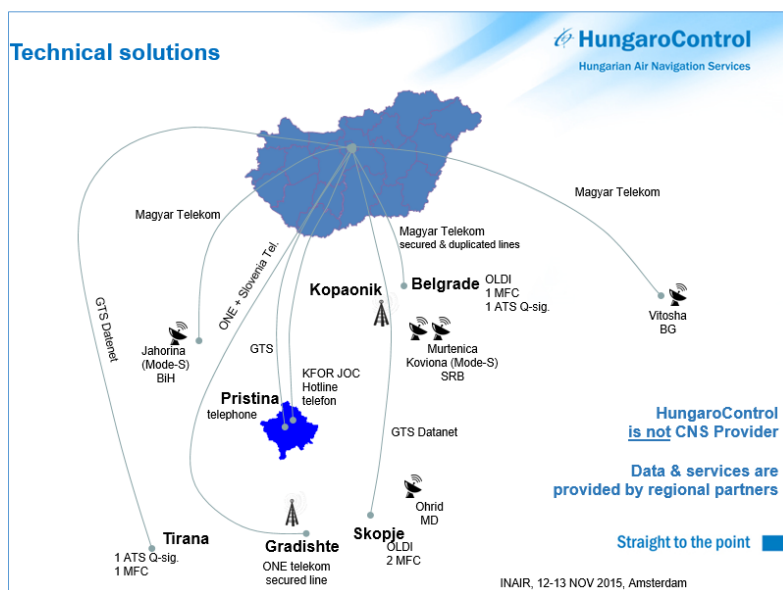 Technical solutions
HungaroControl
Hungarian Air Navigation Services
Magyar Telekom
Magyar Telekom
Magyar Telekom
secured & duplicated lines
ONE + Slovenia Tel.
GTS Datenet
Kopaonik
Belgrade
OLDI
1 MFC
1 ATS Q-sig.
Vitosha
BG
Jahorina
(Mode-S)
BiH
GTS
Murtenica
Koviona (Mode-S)
SRB
KFOR JOC
Hotline
telefon
Pristina
telephone
GTS Datanet
HungaroControl
is not CNS Provider
Data & services are
provided by regional partners
Ohrid
MD
Tirana
1 ATS Q-sig.
1 MFC
Gradishte
ONE telekom
secured line
Skopje
OLDI
2 MFC
Straight to the point
INAIR, 12-13 NOV 2015, Amsterdam